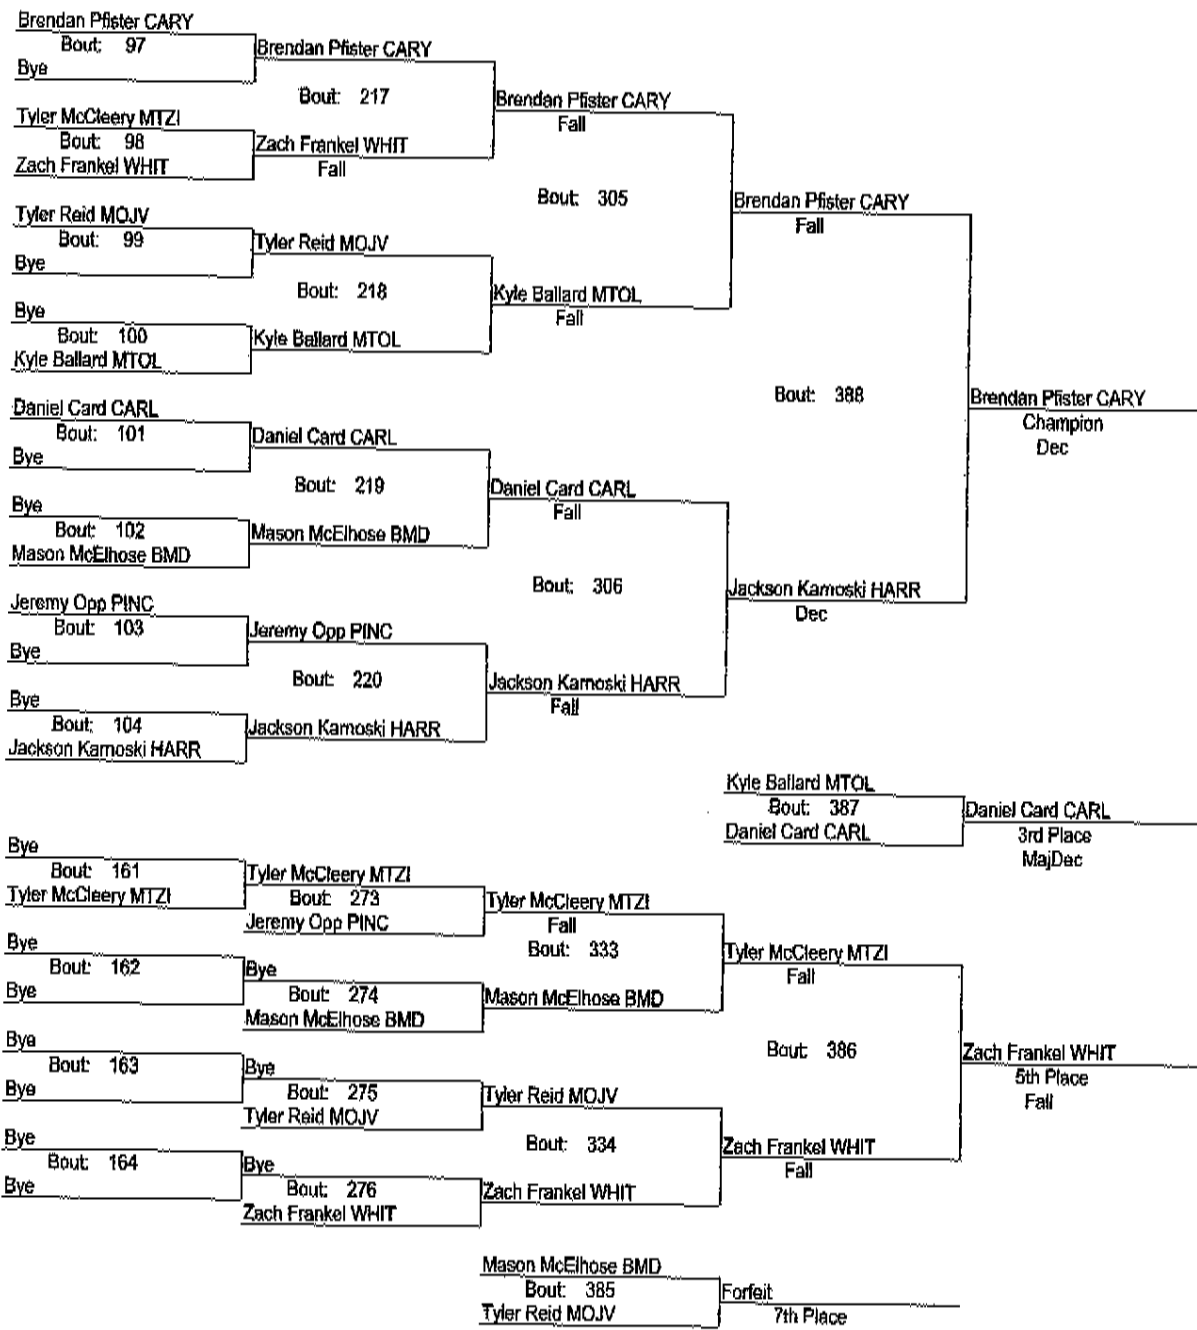 Brendan Pfister CARY
Bout: 97
Bye
Brendan Pfister CARY
Bout: 217
Tyler McCleery MTZI
Bout: 98
Zach Frankel WHIT
Zach Frankel WHIT
Fall
Brendan Pfister CARY
Fall
Bout: 305
Tyler Reid MOJV
Bout: 99
Bye
Tyler Reid MOJV
Bout: 218
Bye
Bout: 100
Kyle Ballard MTOL
Kyle Ballard MTOL
Kyle Ballard MTOL
Fall
Brendan Pfister CARY
Fall
Bout: 388
Daniel Card CARL
Bout: 101
Bye
Daniel Card CARL
Bout: 219
Bye
Bout: 102
Mason McElhose BMD
Mason McElhose BMD
Daniel Card CARL
Fall
Bout: 306
Jeremy Opp PINC
Bout: 103
Bye
Jeremy Opp PINC
Bout: 220
Bye
Bout: 104
Jackson Karnoski HARR
Jackson Karnoski HARR
Jackson Karnoski HARR
Fall
Jackson Karnoski HARR
Dec
Brendan Pfister CARY
Champion
Dec
Kyle Ballard MTOL
Bout: 387
Daniel Card CARL
Daniel Card CARL
3rd Place
MajDec
Bye
Bout: 161
Tyler McCleery MTZI
Tyler McCleery MTZI
Bout: 273
Jeremy Opp PINC
Tyler McCleery MTZI
Fall
Bout: 333
Bye
Bout: 162
Bye
Bye
Bout: 274
Mason McElhose BMD
Mason McElhose BMD
Tyler McCleery MTZI
Fall
Bout: 386
Bye
Bout: 163
Bye
Bye
Bout: 275
Tyler Reid MOJV
Tyler Reid MOJV
Bout: 334
Bye
Bout: 164
Bye
Bye
Bout: 276
Zach Frankel WHIT
Zach Frankel WHIT
Zach Frankel WHIT
Fall
Zach Frankel WHIT
5th Place
Fall
Mason McElhose BMD
Bout: 385
Tyler Reid MOJV
Forfeit
7th Place